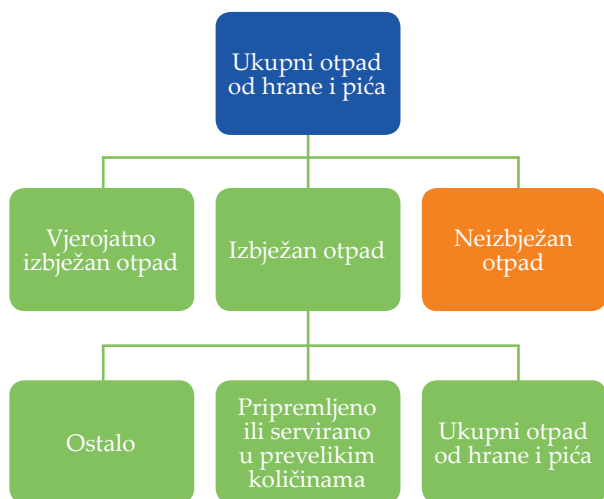 Ukupni otpad
od hrane i pića
Vjerojatno
izbježan otpad
Izbježan otpad
Neizbježan
otpad
Ostalo
Pripremljeno
ili servirano
u prevelikim
količinama
Ukupni otpad
od hrane i pića